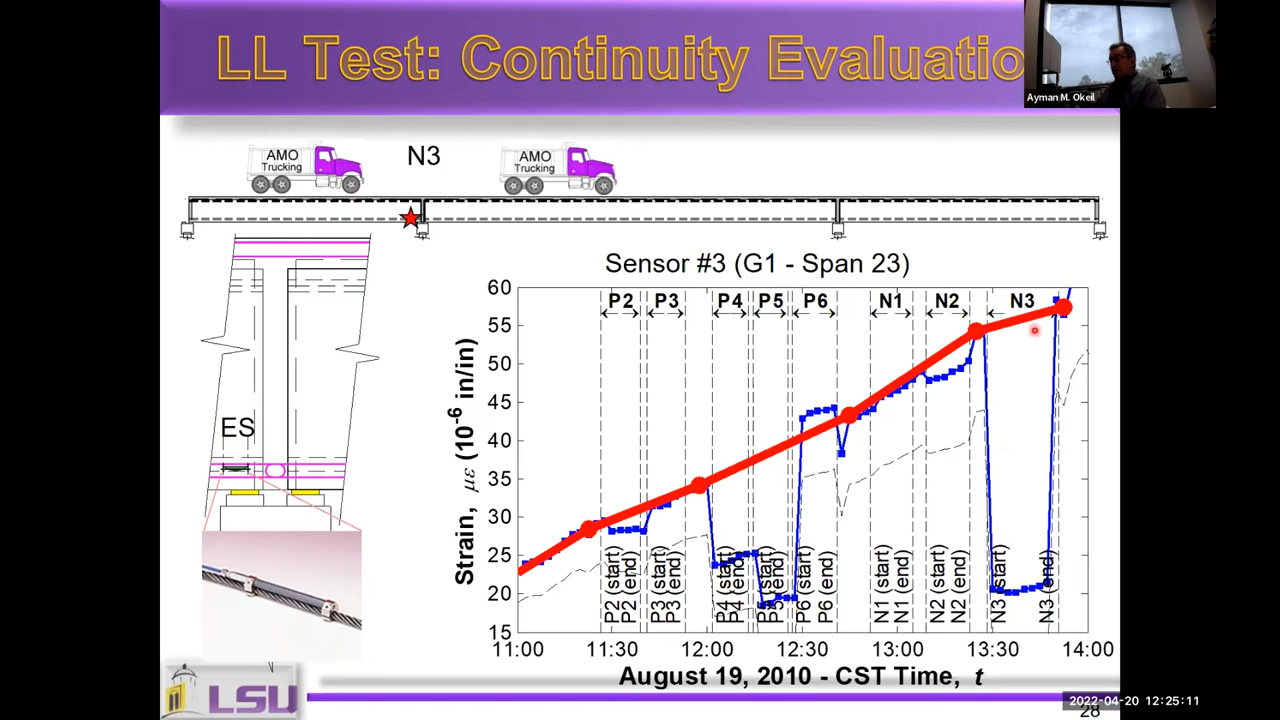 LL Test: Continuity Evaluatio
Ayman M. Okeil
AMO
Trucking
N3
AMO
Trucking
Sensor #3 (G1 - Span 23)
ES
Strain, με (10-6 in/in)
60
55
50
45
40
35
30
25
20
15
P2
P3
P4
P5
P6
N1
N2
N3
P2 (start)
P2 (end)
P3 (start)
P3 (end)
P4 (start)
P4 (end)
P5 (start)
P5 (end)
P6 (start)
P6 (end)
N1 (start)
N1 (end)
N2 (start)
N2 (end)
N3 (start)
N3 (end)
11:00
11:30
12:00
12:30
13:00
13:30
14:00
August 19, 2010 - CST Time, t
LSU
2022-04-20 12:25:11
28